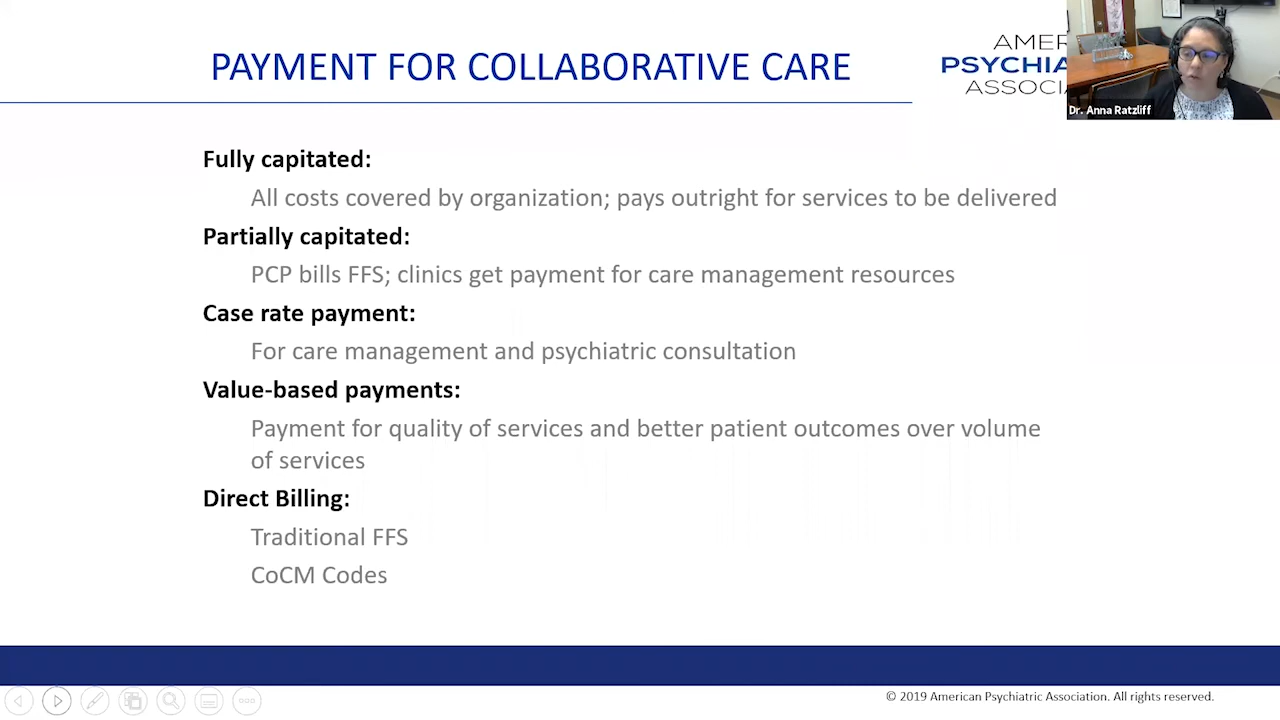 PAYMENT FOR COLLABORATIVE CARE
AMER
PSYCHIA
ASSOCIA
Dr. Anna Ratzliff
Fully capitated:
All costs covered by organization; pays outright for services to be delivered
Partially capitated:
PCP bills FFS; clinics get payment for care management resources
Case rate payment:
For care management and psychiatric consultation
Value-based payments:
Payment for quality of services and better patient outcomes over volume
of services
Direct Billing:
Traditional FFS
CoCM Codes
© 2019 American Psychiatric Association. All rights reserved.